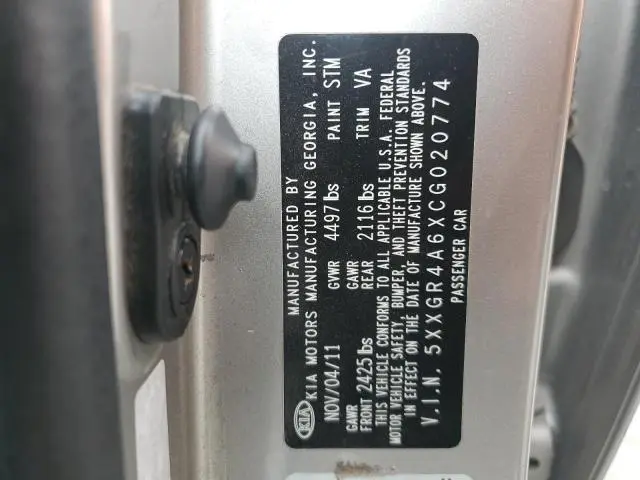 MANUFACTURED BY
KIA KIA MOTORS MANUFACTURING GEORGIA, INC.
NOV/04/11 GVWR 4497lbs PAINT STM
GAWR FRONT 2425lbs GAWR REAR 2116lbs TRIM VA
THIS VEHICLE CONFORMS TO ALL APPLICABLE U.S.A. FEDERAL
MOTOR VEHICLE SAFETY, BUMPER, AND THEFT PREVENTION STANDARDS
IN EFFECT ON THE DATE OF MANUFACTURE SHOWN ABOVE.
V.I.N. 5XXGR4A6XCG020774
PASSENGER CAR